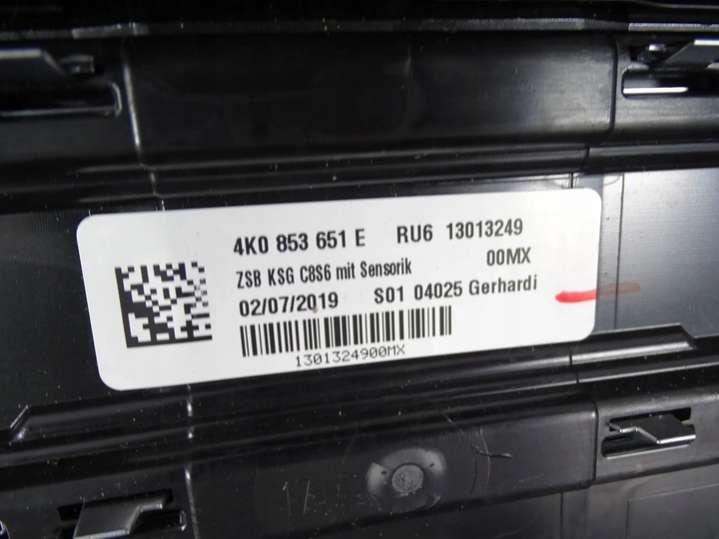 4K0 853 651 E RU6 13013249
ZSB KSG C8S6 mit Sensorik 00MX
02/07/2019 S01 04025 Gerhardi
1301324900MX